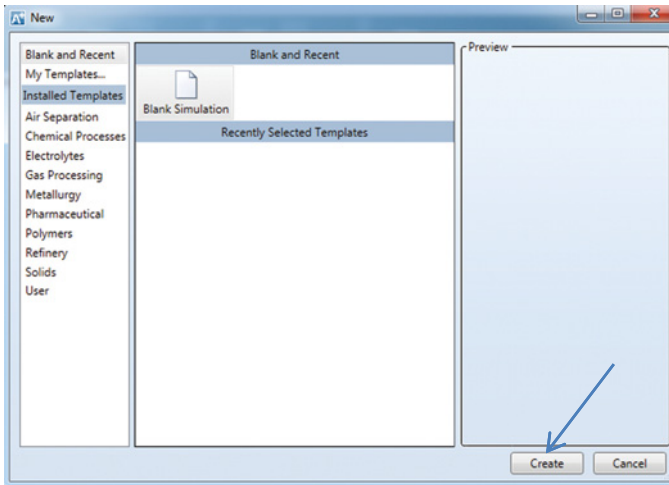 New
Blank and Recent
My Templates...
Installed Templates
Air Separation
Chemical Processes
Electrolytes
Gas Processing
Metallurgy
Pharmaceutical
Polymers
Refinery
Solids
User
Blank and Recent
Blank Simulation
Recently Selected Templates
Preview
Create
Cancel